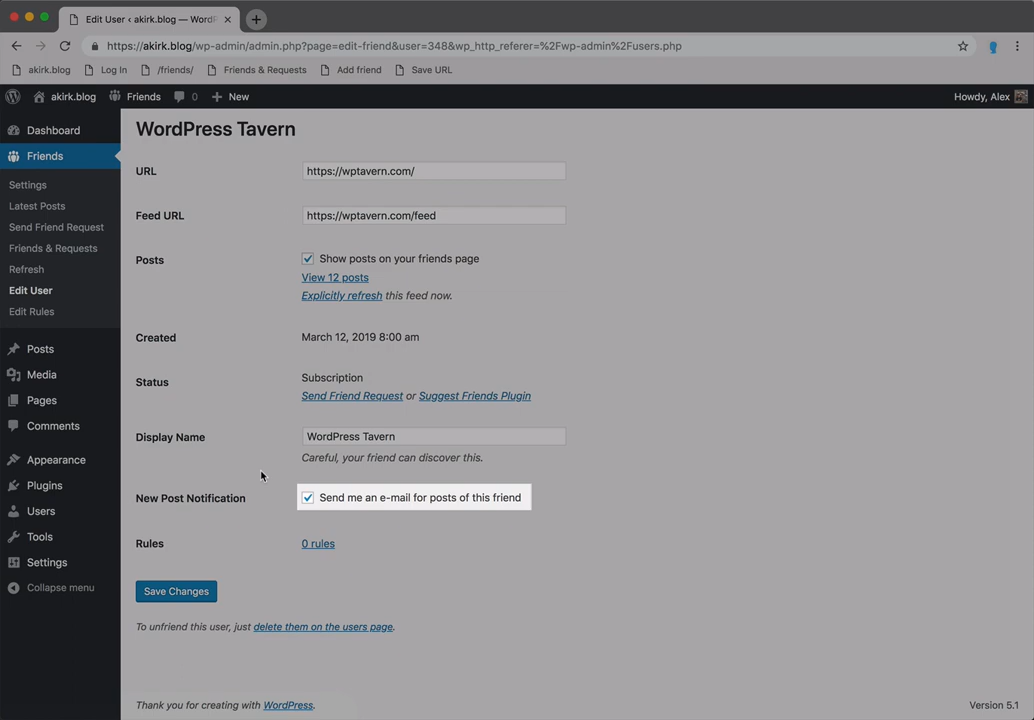 Edit User ‹ akirk.blog — WordP
https://akirk.blog/wp-admin/admin.php?page=edit-friend&user=348&wp_http_referer=%2Fwp-admin%2Fusers.php
akirk.blog Log In /friends/ Friends & Requests Add friend Save URL
akirk.blog Friends 0 New Howdy, Alex
Dashboard
Friends
Settings
Latest Posts
Send Friend Request
Friends & Requests
Refresh
Edit User
Edit Rules
Posts
Media
Pages
Comments
Appearance
Plugins
Users
Tools
Settings
Collapse menu
WordPress Tavern
URL https://wptavern.com/
Feed URL https://wptavern.com/feed
Posts Show posts on your friends page
View 12 posts
Explicitly refresh this feed now.
Created March 12, 2019 8:00 am
Status Subscription
Send Friend Request or Suggest Friends Plugin
Display Name WordPress Tavern
Careful, your friend can discover this.
New Post Notification Send me an e-mail for posts of this friend
Rules 0 rules
Save Changes
To unfriend this user, just delete them on the users page.
Thank you for creating with WordPress. Version 5.1